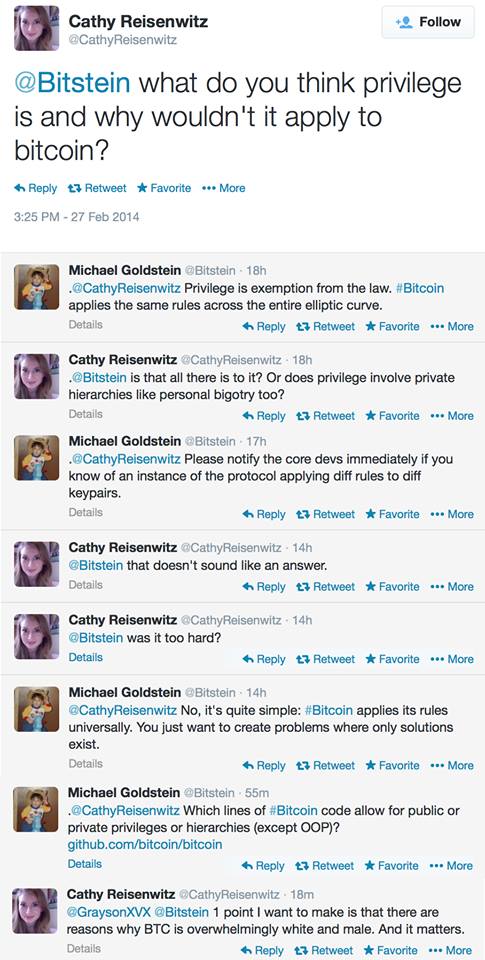 Cathy Reisenwitz
@CathyReisenwitz
Follow
@Bitstein what do you think privilege
is and why wouldn't it apply to
bitcoin?
Reply Retweet Favorite More
3:25 PM - 27 Feb 2014
Michael Goldstein @Bitstein · 18h
.@CathyReisenwitz Privilege is exemption from the law. #Bitcoin
applies the same rules across the entire elliptic curve.
Details Reply Retweet Favorite More
Cathy Reisenwitz @CathyReisenwitz · 18h
.@Bitstein is that all there is to it? Or does privilege involve private
hierarchies like personal bigotry too?
Details Reply Retweet Favorite More
Michael Goldstein @Bitstein · 17h
.@CathyReisenwitz Please notify the core devs immediately if you
know of an instance of the protocol applying diff rules to diff
keypairs.
Details Reply Retweet Favorite More
Cathy Reisenwitz @CathyReisenwitz · 14h
@Bitstein that doesn't sound like an answer.
Details Reply Retweet Favorite More
Cathy Reisenwitz @CathyReisenwitz · 14h
@Bitstein was it too hard?
Details Reply Retweet Favorite More
Michael Goldstein @Bitstein · 14h
@CathyReisenwitz No, it's quite simple: #Bitcoin applies its rules
universally. You just want to create problems where only solutions
exist.
Details Reply Retweet Favorite More
Michael Goldstein @Bitstein · 55m
.@CathyReisenwitz Which lines of #Bitcoin code allow for public or
private privileges or hierarchies (except OOP)?
github.com/bitcoin/bitcoin
Details Reply Retweet Favorite More
Cathy Reisenwitz @CathyReisenwitz · 18m
@GraysonXVX @Bitstein 1 point I want to make is that there are
reasons why BTC is overwhelmingly white and male. And it matters.
Details Reply Retweet Favorite More